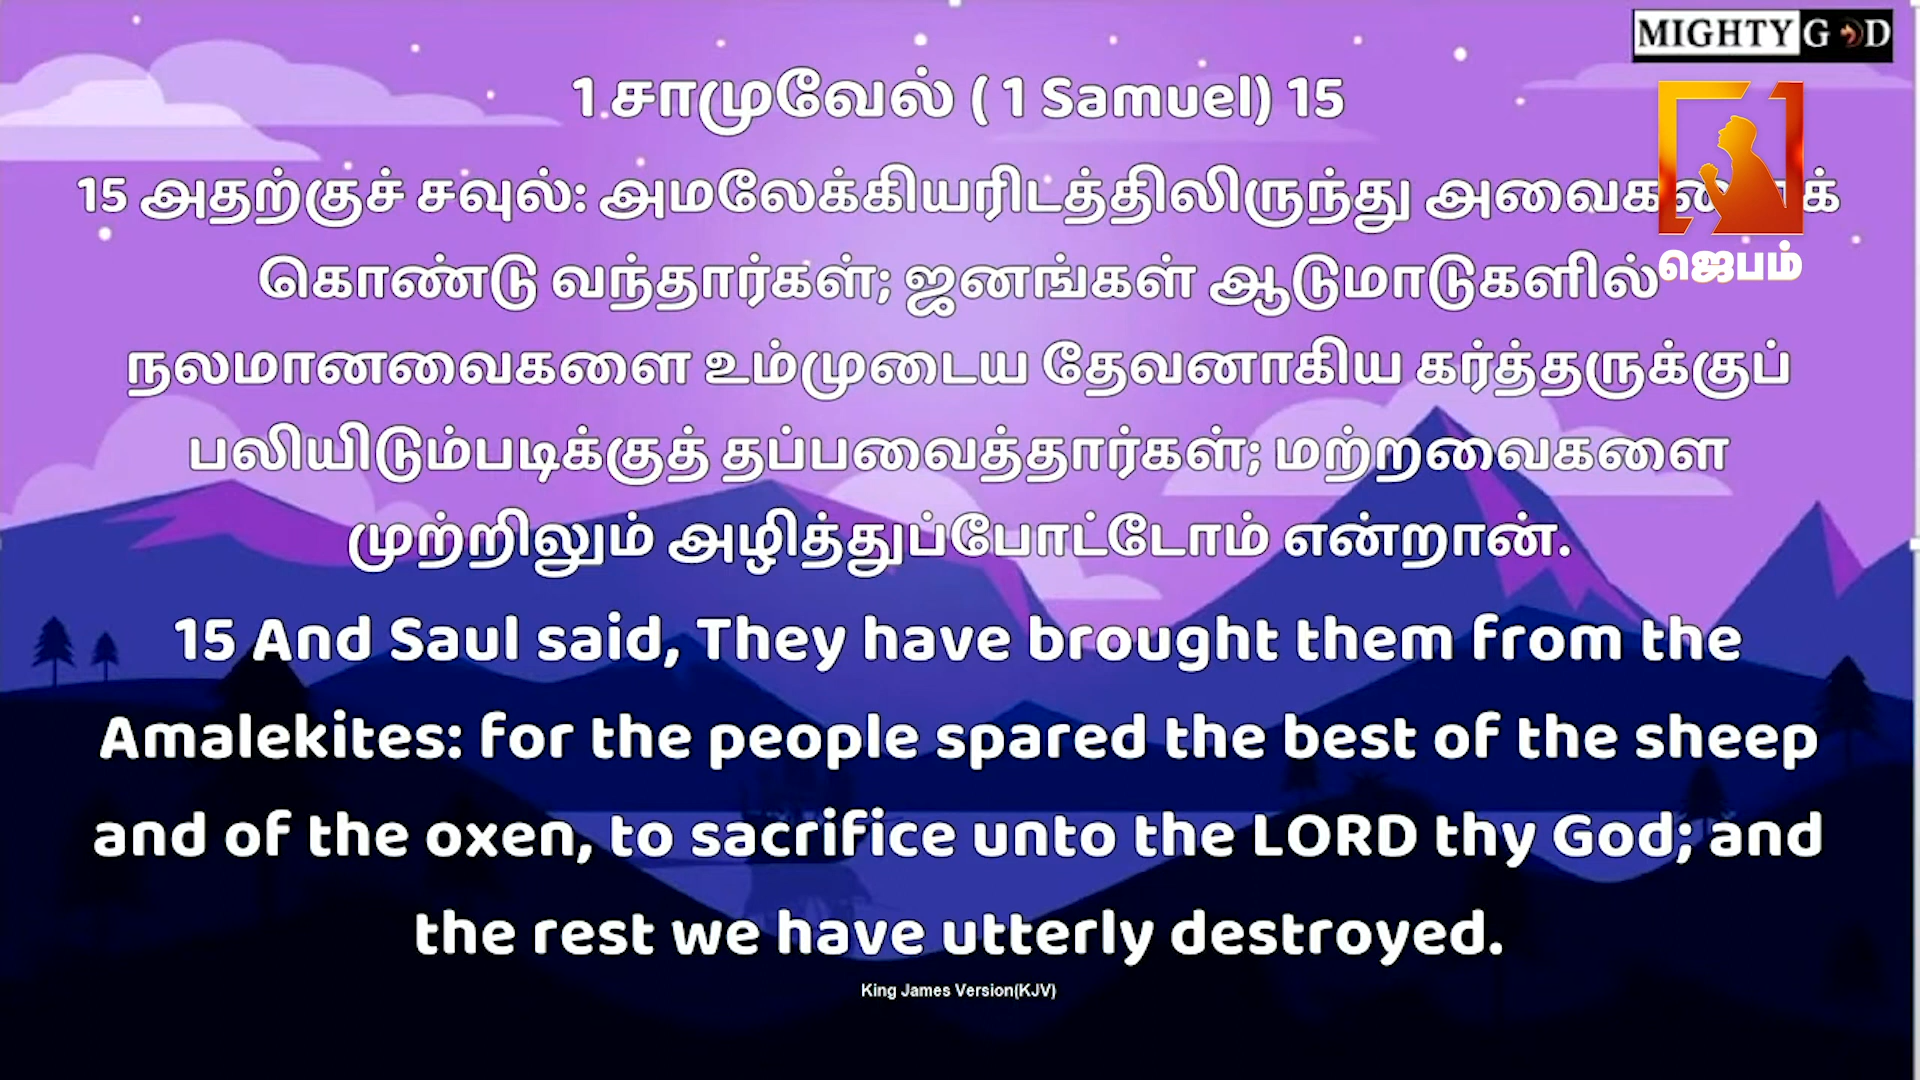 MIGHTY GOD
1 சாமுவேல் ( 1 Samuel) 15
15 அதற்குச் சவுல்: அமலேக்கியரிடத்திலிருந்து
கொண்டு வந்தார்கள்; ஜனங்கள் ஆடுமாடுகளில்
ஜெபம்
நலமானவைகளை உம்முடைய தேவனாகிய கர்த்தருக்குப்
பலியிடும்படிக்குத் தப்பவைத்தார்கள்; மற்றவைகளை
முற்றிலும் அழித்துப்போட்டோம் என்றான்.
15 And Saul said, They have brought them from the
Amalekites: for the people spared the best of the sheep
and of the oxen, to sacrifice unto the LORD thy God; and
the rest we have utterly destroyed.
King James Version(KJV)